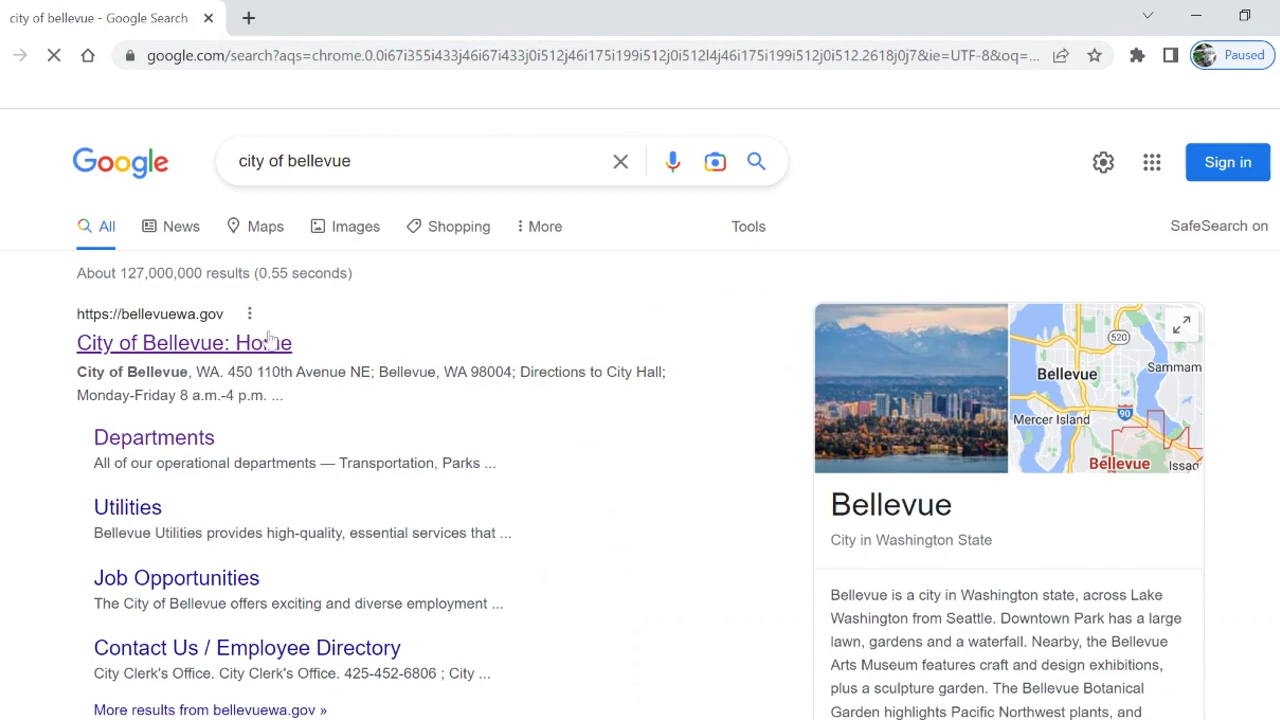 city of bellevue - Google Search
google.com/search?aqs=chrome.0.0i67i355i433j46i67i433j0i512j46i175i199i512j0i512l4j46i175i199i512j0i512.2618j0j7&ie=UTF-8&oq=...
Paused
Google
city of bellevue
Sign in
All
News
Maps
Images
Shopping
More
Tools
SafeSearch on
About 127,000,000 results (0.55 seconds)
https://bellevuewa.gov
City of Bellevue: Home
City of Bellevue, WA. 450 110th Avenue NE; Bellevue, WA 98004; Directions to City Hall;
Monday-Friday 8 a.m.-4 p.m. ...
Departments
All of our operational departments — Transportation, Parks ...
Utilities
Bellevue Utilities provides high-quality, essential services that ...
Job Opportunities
The City of Bellevue offers exciting and diverse employment ...
Contact Us / Employee Directory
City Clerk's Office. City Clerk's Office. 425-452-6806 ; City ...
More results from bellevuewa.gov »
520
Bellevue
Sammam
Mercer Island
90
Bellevue
Issaq
Bellevue
City in Washington State
Bellevue is a city in Washington state, across Lake
Washington from Seattle. Downtown Park has a large
lawn, gardens and a waterfall. Nearby, the Bellevue
Arts Museum features craft and design exhibitions,
plus a sculpture garden. The Bellevue Botanical
Garden highlights Pacific Northwest plants, and